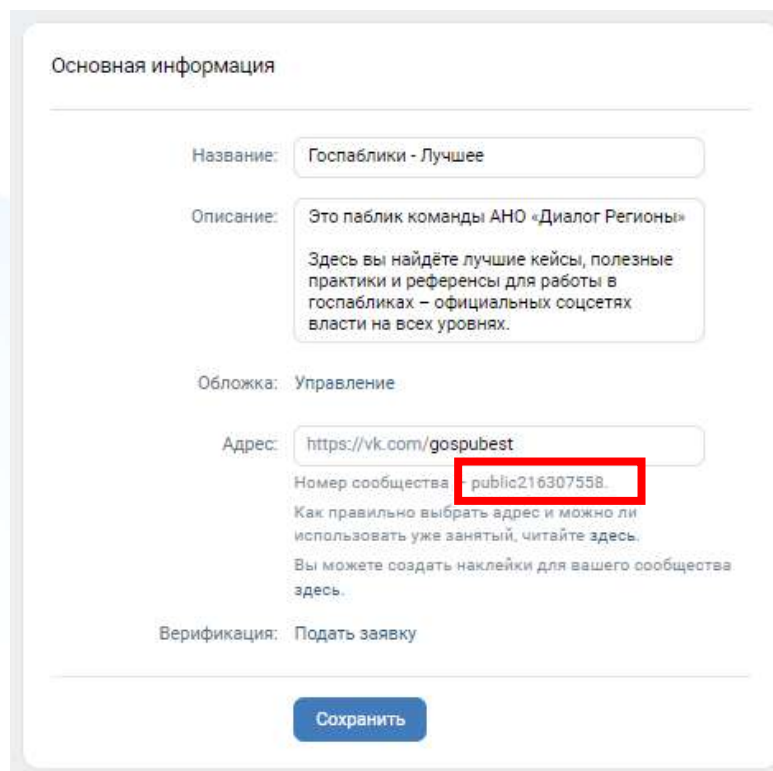 Основная информация
Название: Госпаблики - Лучшее
Описание: Это паблик команды АНО «Диалог Регионы»
Здесь вы найдёте лучшие кейсы, полезные
практики и референсы для работы в
госпабликах – официальных соцсетях
власти на всех уровнях.
Обложка: Управление
Адрес: https://vk.com/gospubest
Номер сообщества – public216307558.
Как правильно выбрать адрес и можно ли
использовать уже занятый, читайте здесь.
Вы можете создать наклейки для вашего сообщества
здесь.
Верификация: Подать заявку
Сохранить